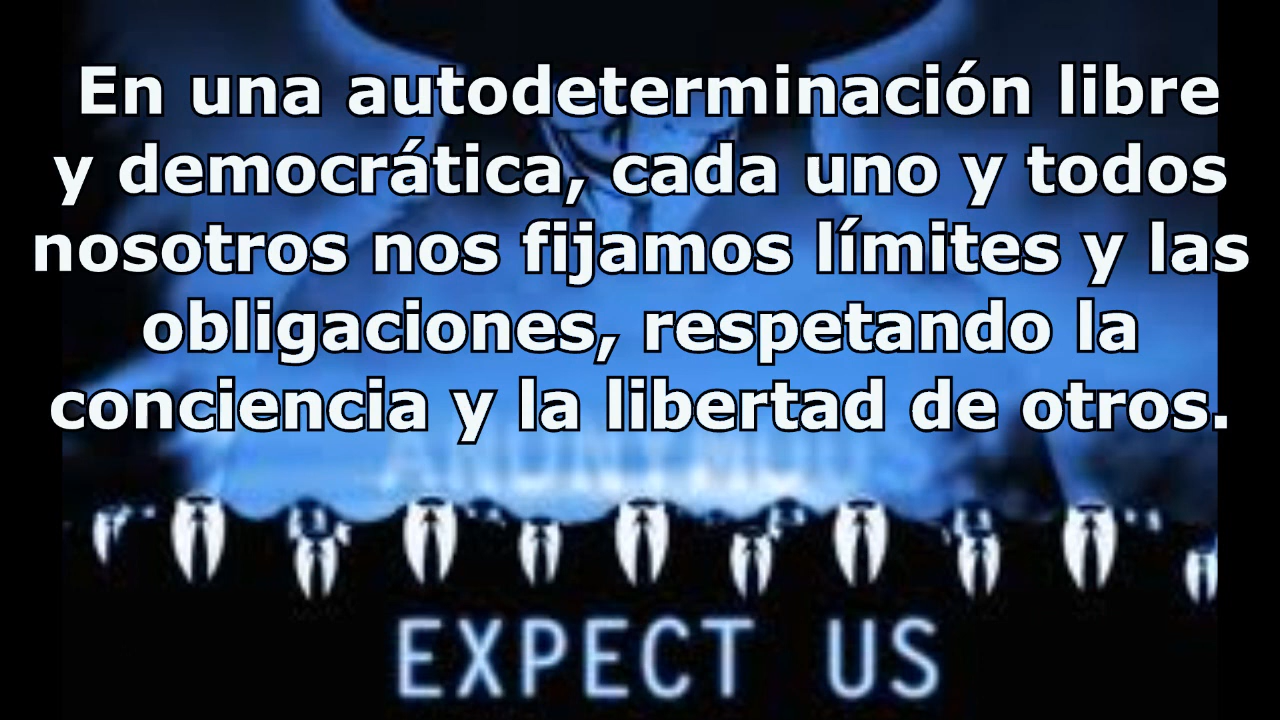 En una autodeterminación libre
y democrática, cada uno y todos
nosotros nos fijamos límites y las
obligaciones, respetando la
conciencia y la libertad de otros.
ANONYMOUS
EXPECT US